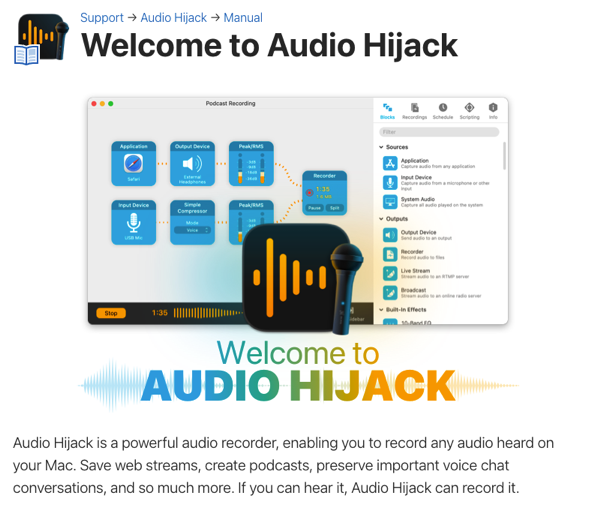 Support → Audio Hijack → Manual
Welcome to Audio Hijack
Podcast Recording
Application
Safari
Output Device
External
Headphones
Peak/RMS
Recorder
1:35
Pause
Split
Input Device
USB Mic
Simple
Compressor
Mode
Voice
Peak/RMS
Stop
1:35
Blocks
Recordings
Schedule
Scripting
Info
Filter
Sources
Application
Capture audio from any application
Input Device
Capture audio from a microphone or other
input
System Audio
Capture all audio played on the system
Outputs
Output Device
Send audio to an output
Recorder
Record audio to files
Live Stream
Stream audio to an RTMP server
Broadcast
Stream audio to an online radio server
Built-In Effects
10-Band EQ
Welcome to
AUDIO HIJACK
Audio Hijack is a powerful audio recorder, enabling you to record any audio heard on
your Mac. Save web streams, create podcasts, preserve important voice chat
conversations, and so much more. If you can hear it, Audio Hijack can record it.